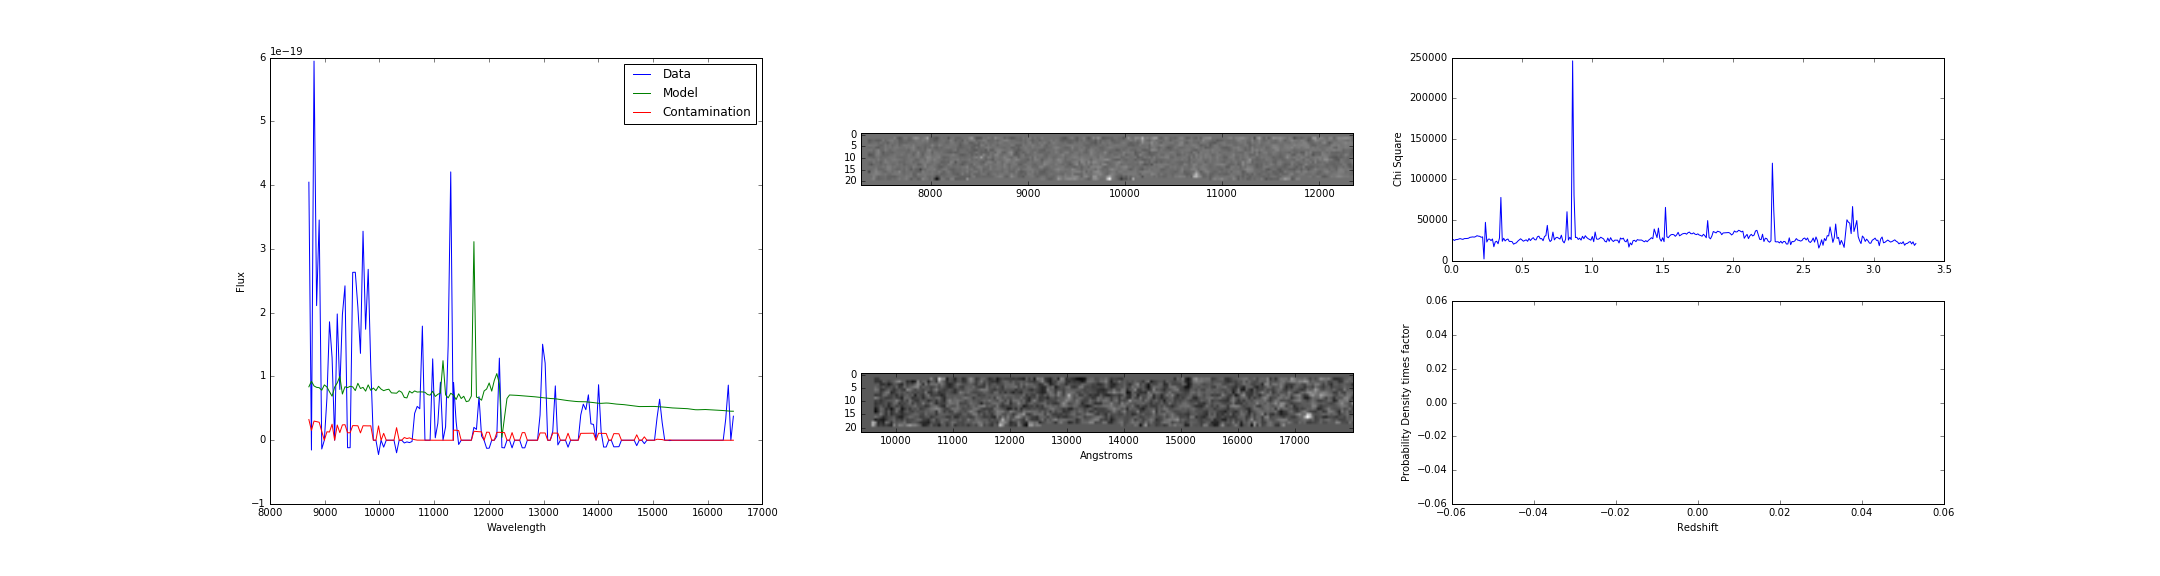 1e−19
6
5
4
3
2
1
0
−1
8000 9000 10000 11000 12000 13000 14000 15000 16000 17000
Wavelength
Flux
Data
Model
Contamination
0
5
10
15
20
8000 9000 10000 11000 12000
0
5
10
15
20
10000 11000 12000 13000 14000 15000 16000 17000
Angstroms
250000
200000
150000
100000
50000
0
0.0 0.5 1.0 1.5 2.0 2.5 3.0 3.5
Chi Square
0.06
0.04
0.02
0.00
−0.02
−0.04
−0.06
−0.06 −0.04 −0.02 0.00 0.02 0.04 0.06
Redshift
Probability Density times factor